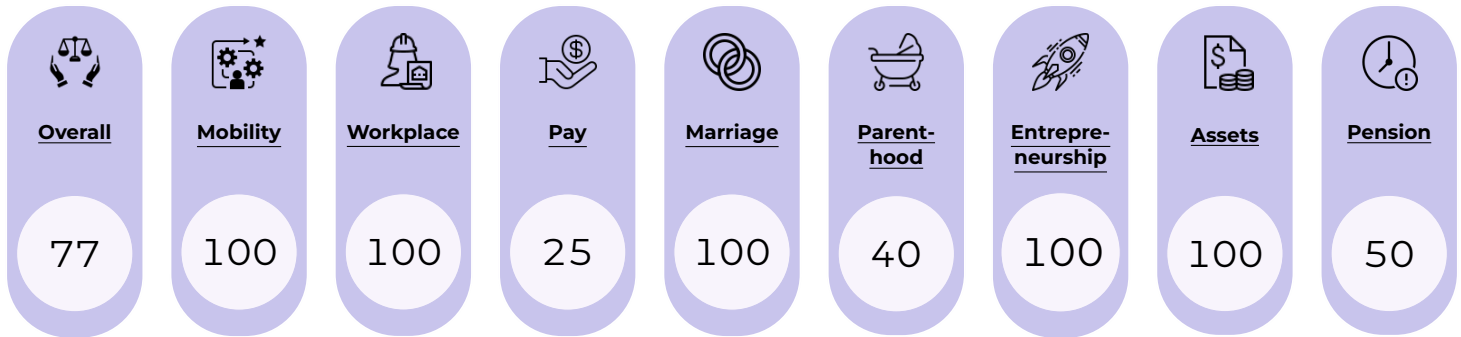 Overall
Mobility
Workplace
Pay
Marriage
Parent-
hood
Entrepre-
neurship
Assets
Pension
77
100
100
25
100
40
100
100
50